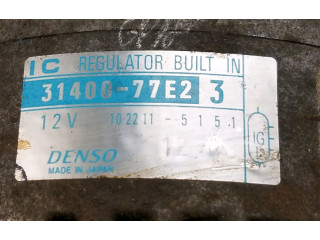 IC REGULATOR BUILT IN
31400-77E2 3
12V 102211-5151
IG
DENSO
MADE IN JAPAN